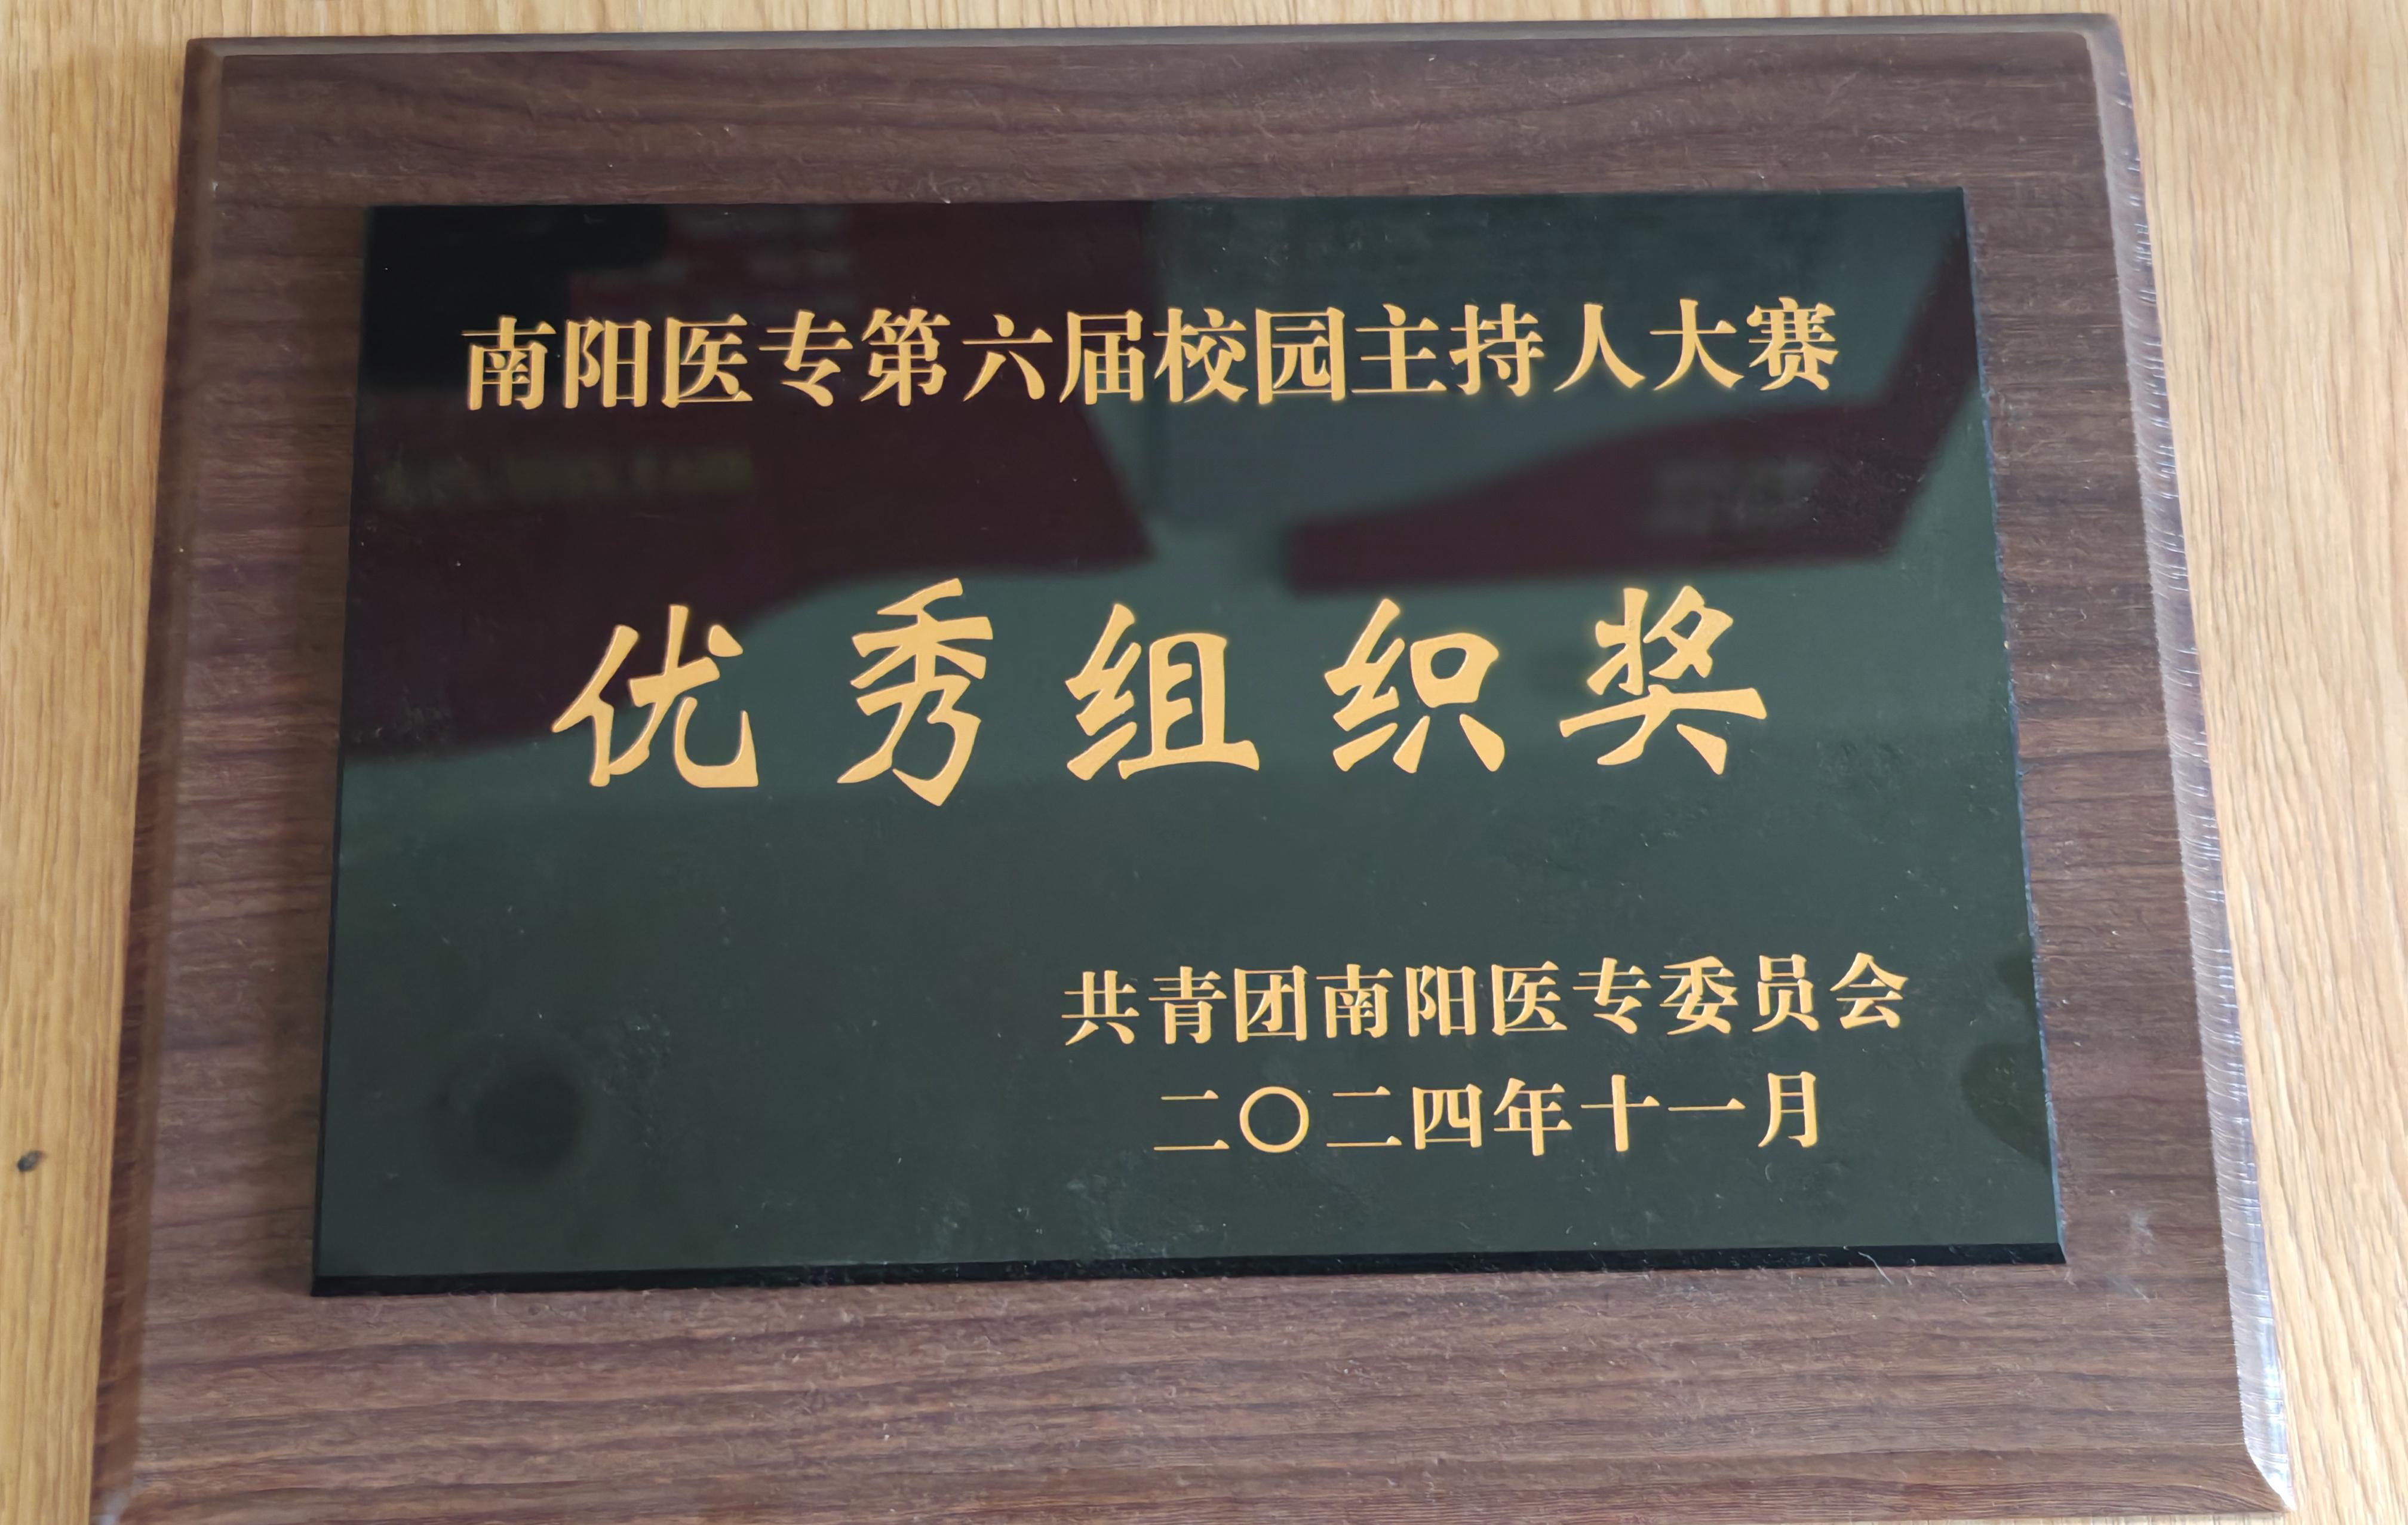 南阳医专第六届校园主持人大赛
优秀组织奖
共青团南阳医专委员会
二〇二四年十一月